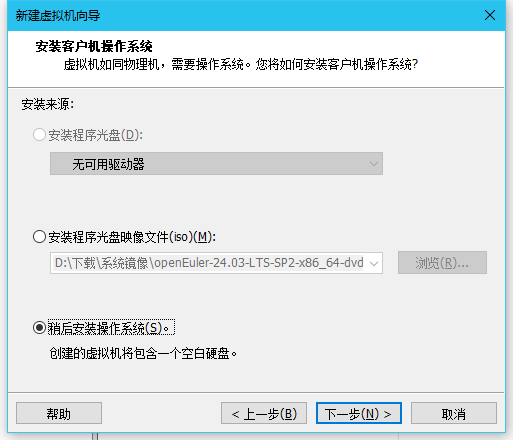 新建虚拟机向导
安装客户机操作系统
虚拟机如同物理机，需要操作系统。您将如何安装客户机操作系统?
安装来源:
安装程序光盘(D):
无可用驱动器
安装程序光盘映像文件(iso)(M):
D:\下载\系统镜像\openEuler-24.03-LTS-SP2-x86_64-dvd
浏览(R)...
稍后安装操作系统(S)。
创建的虚拟机将包含一个空白硬盘。
帮助
< 上一步(B)
下一步(N) >
取消